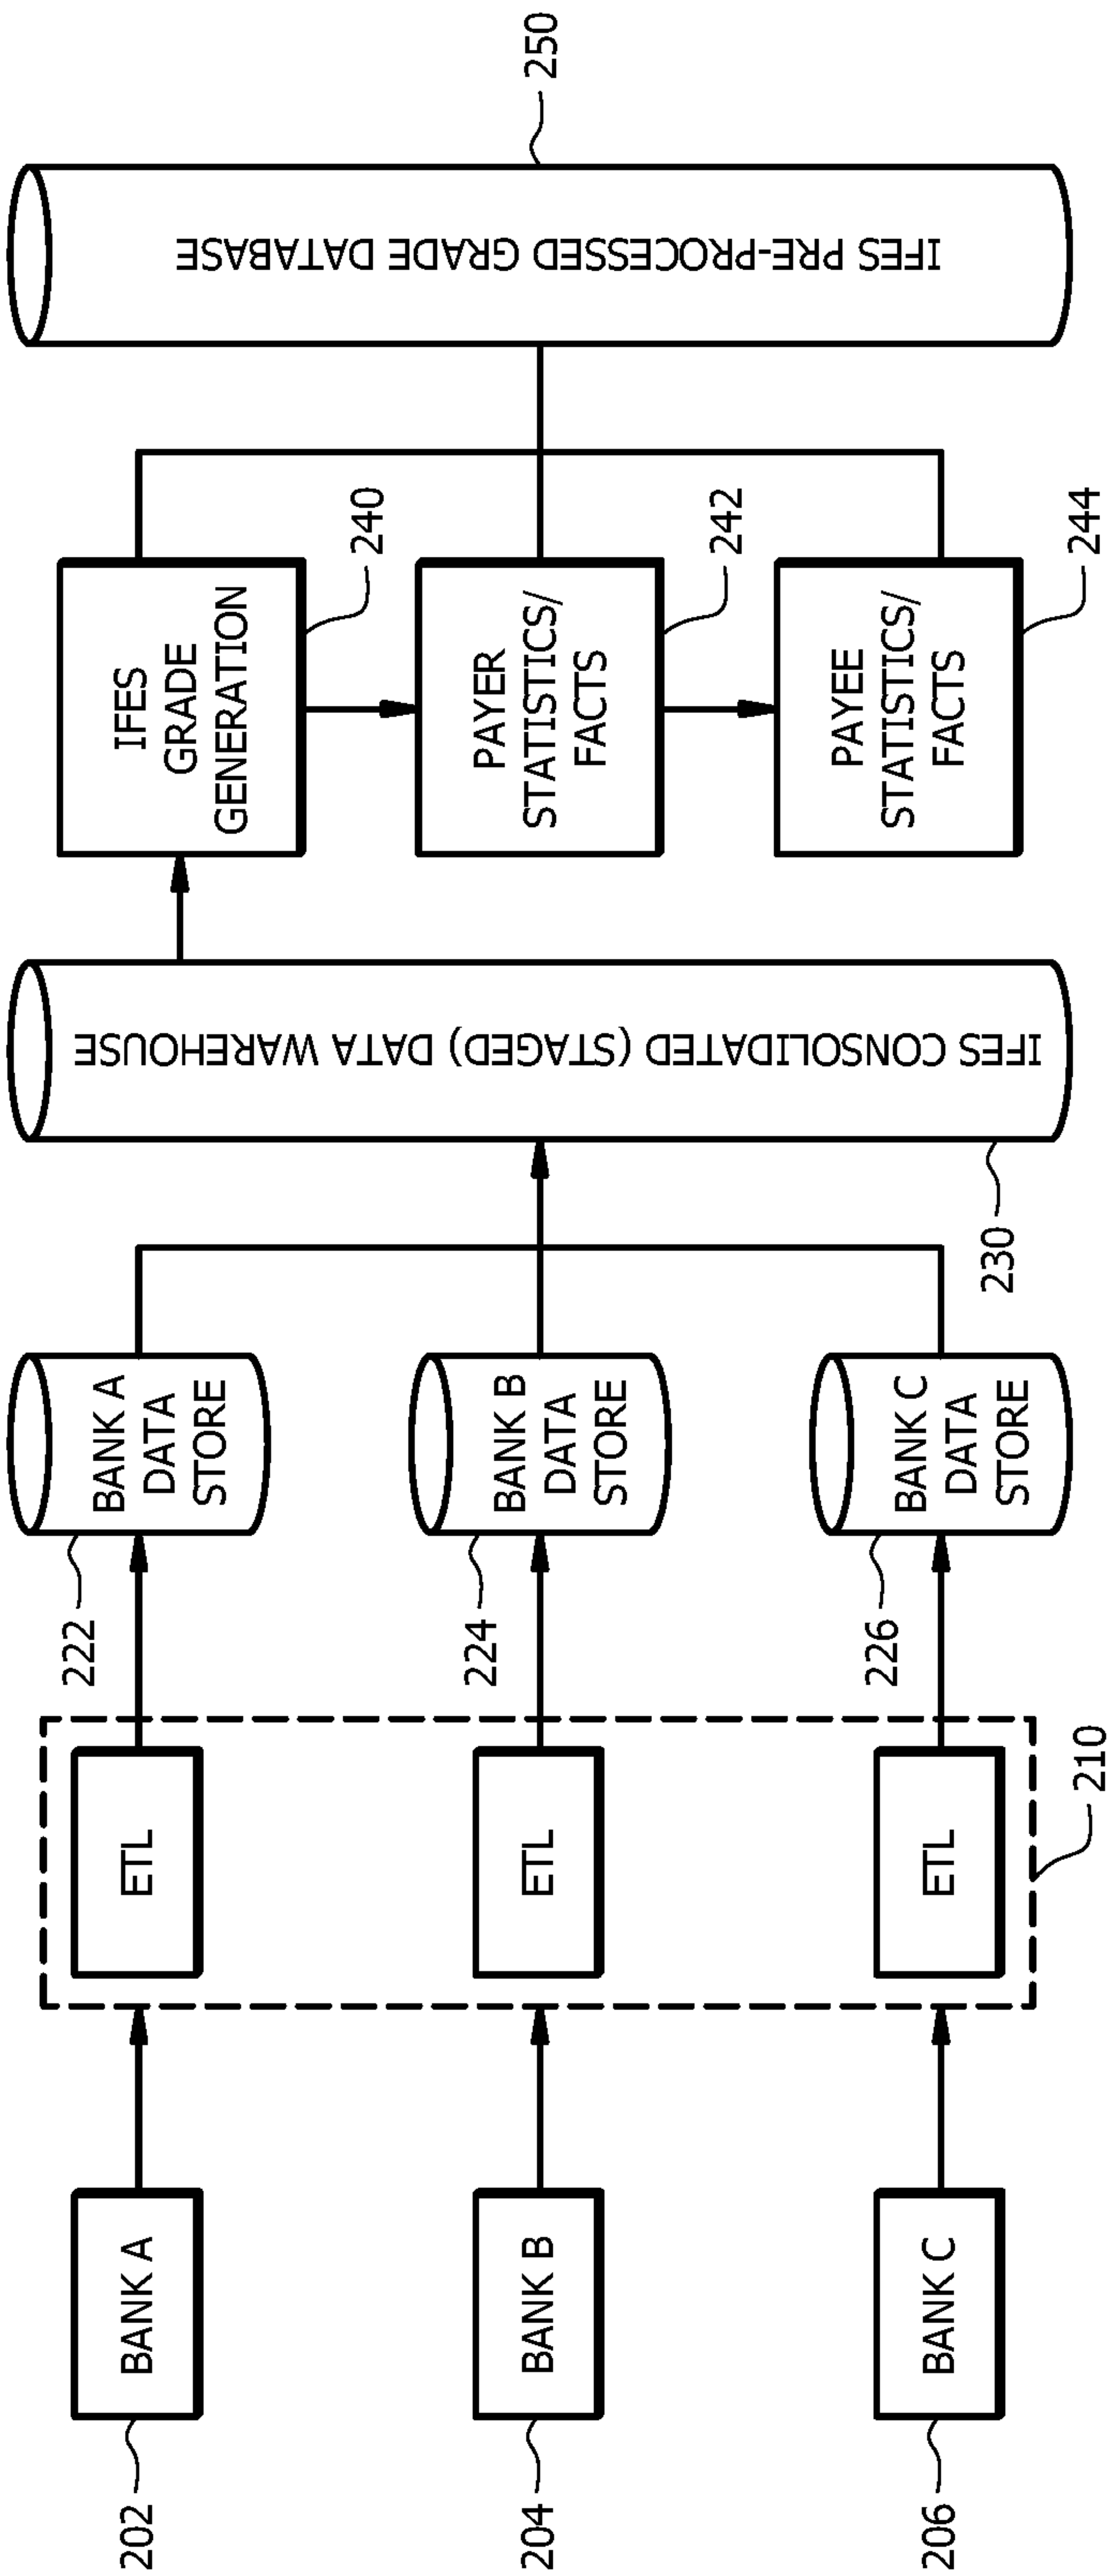 202
BANK A
204
BANK B
206
BANK C
ETL
ETL
ETL
210
222
BANK A
DATA
STORE
224
BANK B
DATA
STORE
226
BANK C
DATA
STORE
230
IFES CONSOLIDATED (STAGED) DATA WAREHOUSE
IFES
GRADE
GENERATION
240
PAYER
STATISTICS/
FACTS
242
PAYEE
STATISTICS/
FACTS
244
IFES PRE-PROCESSED GRADE DATABASE
250